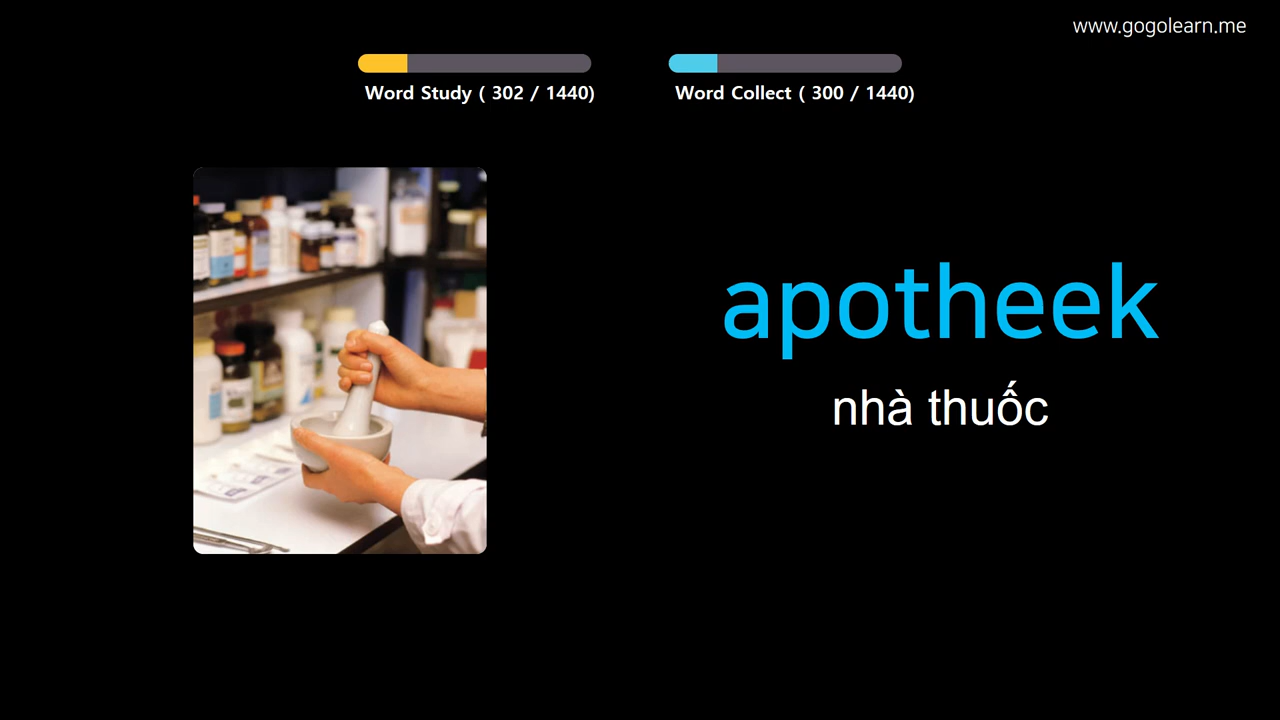 www.gogolearn.me
Word Study ( 302 / 1440)
Word Collect ( 300 / 1440)
apotheek
nhà thuốc